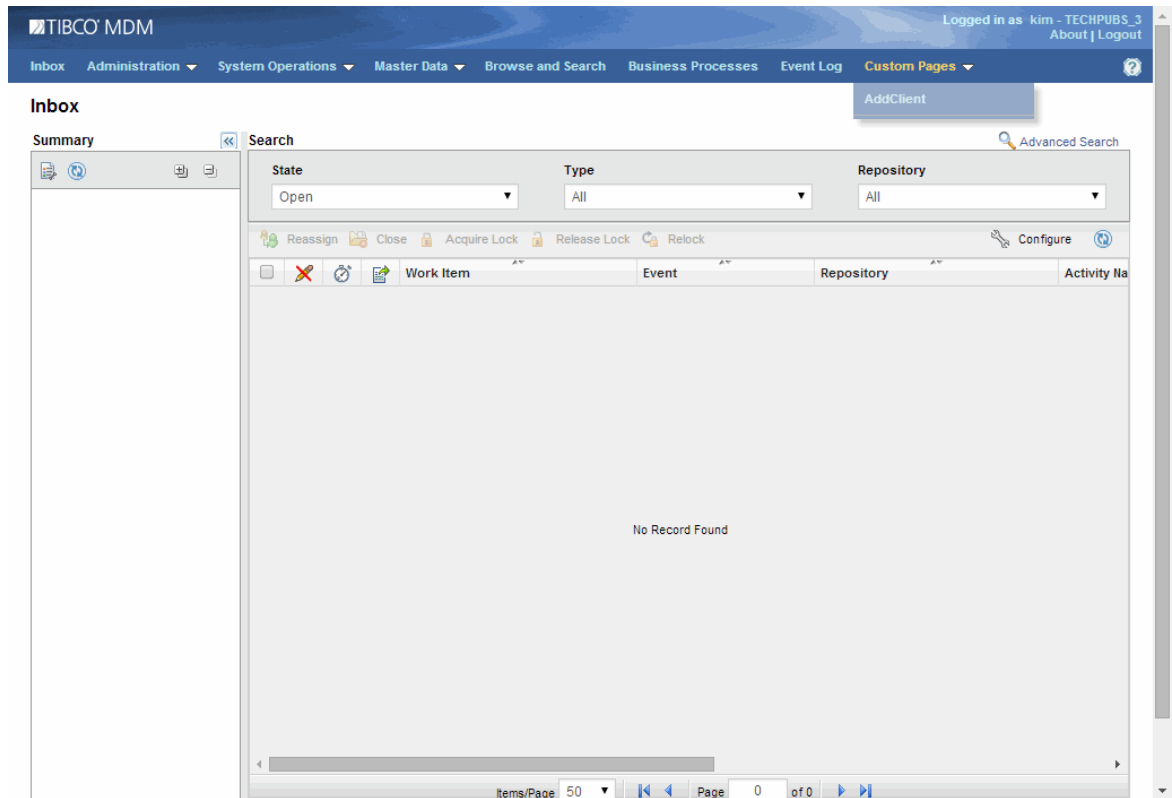 TIBCO® MDM
Logged in as kim - TECHPUBS_3
About | Logout
Inbox Administration System Operations Master Data Browse and Search Business Processes Event Log Custom Pages
AddClient
Inbox
Summary
Search
Advanced Search
State Type Repository
Open All All
Reassign Close Acquire Lock Release Lock Relock Configure
Work Item Event Repository Activity Na
No Record Found
Items/Page 50 Page 0 of 0